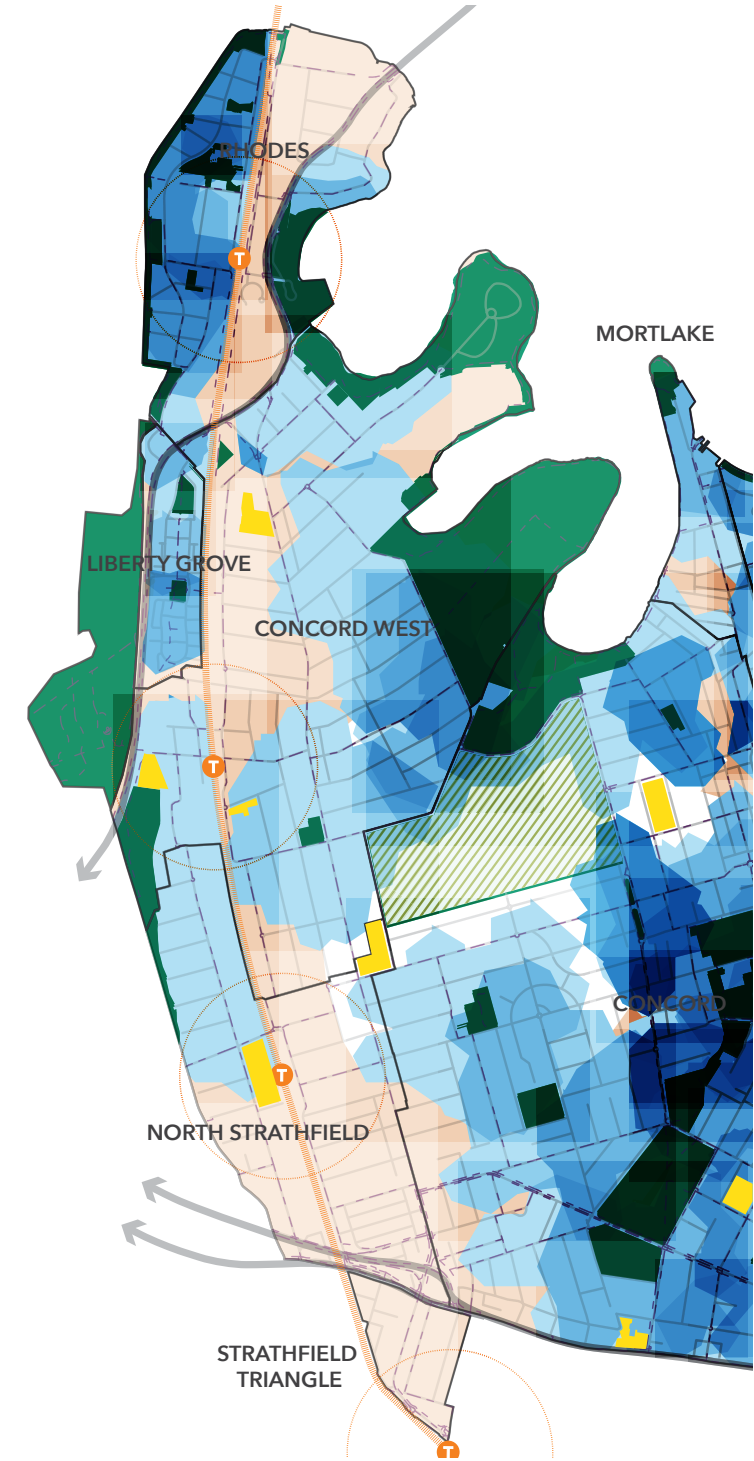 RHODES
T
MORTLAKE
LIBERTY GROVE
CONCORD WEST
T
CONCORD
T
NORTH STRATHFIELD
STRATHFIELD
TRIANGLE
T